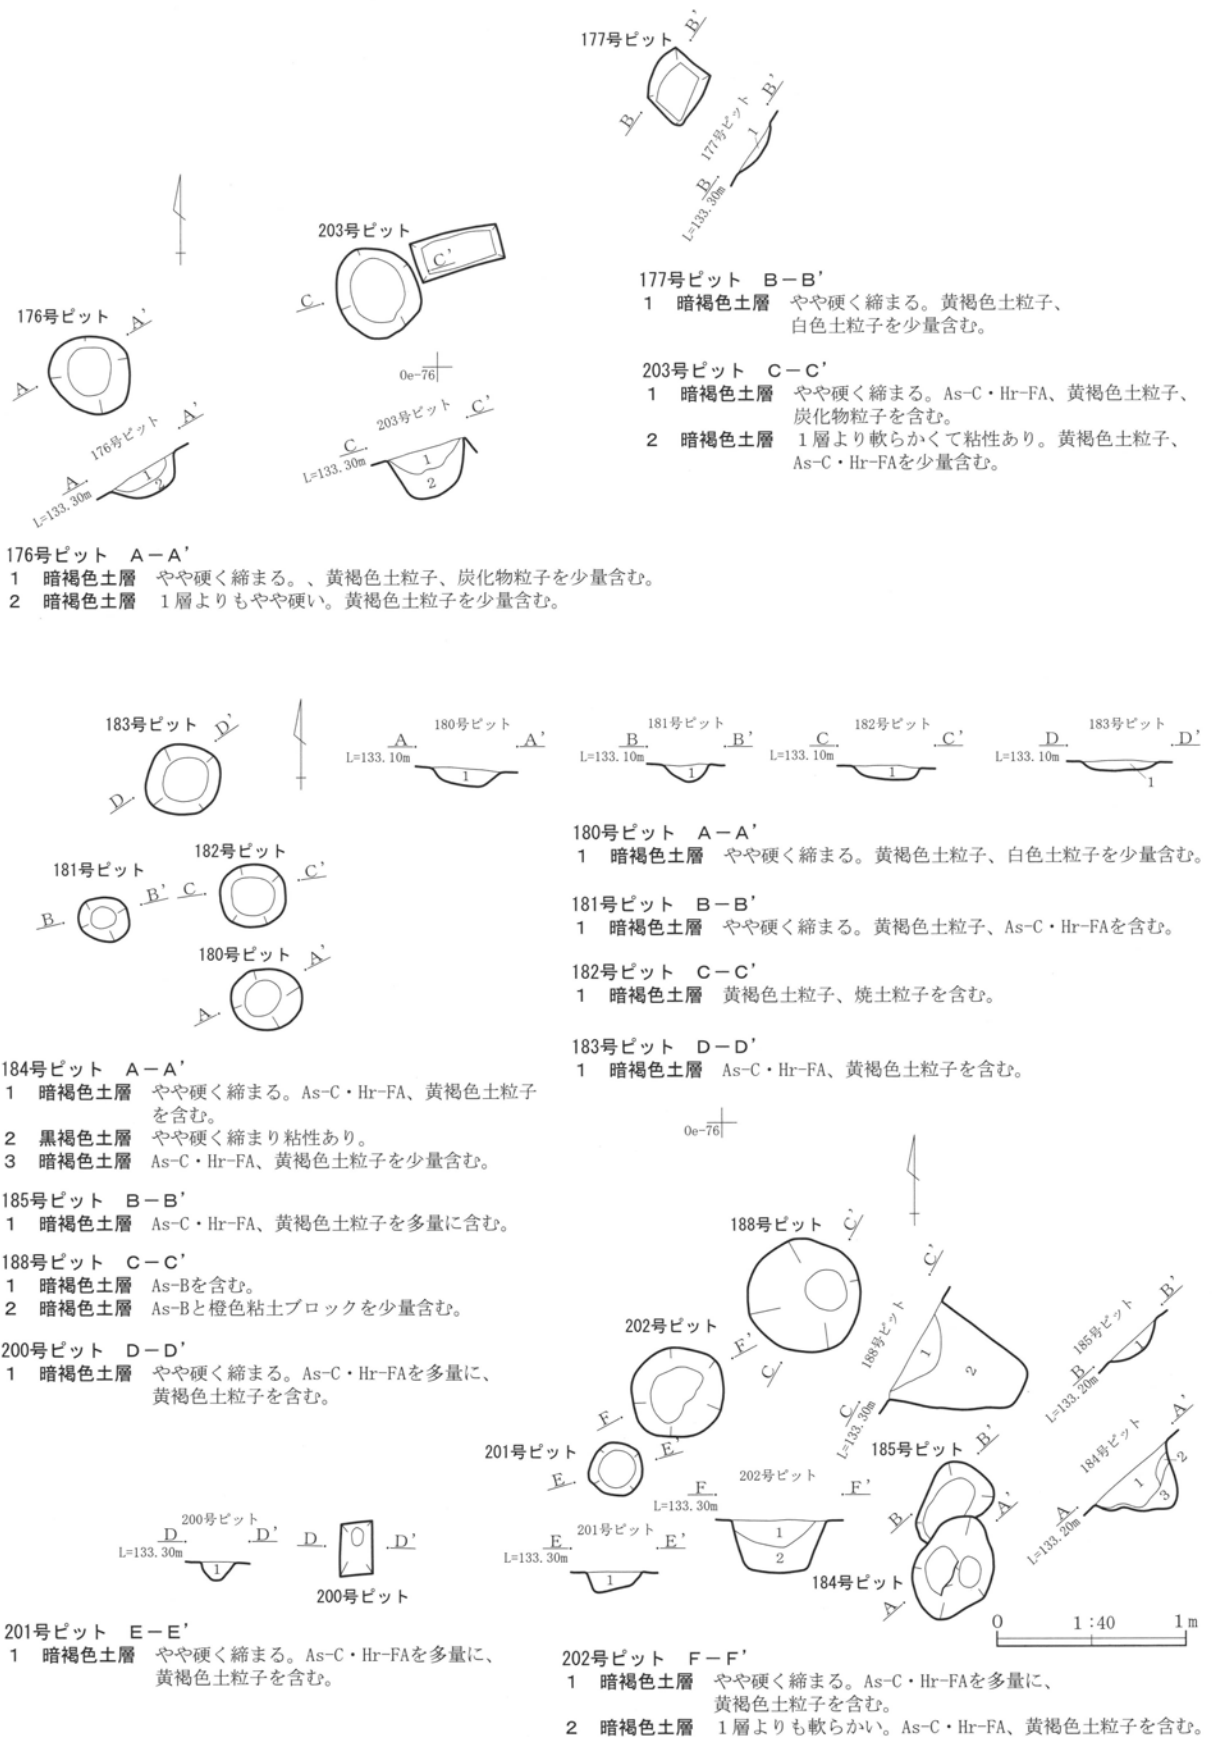 177号ピット
B'
B
177号ピット
B'
1
B
L=133.30m
203号ピット
C'
C
176号ピット
A'
A
0e-76
176号ピット
A'
1
2
A
L=133.30m
203号ピット
C'
C
L=133.30m
1
2
177号ピット B－B'
1 暗褐色土層 やや硬く締まる。黄褐色土粒子、
白色土粒子を少量含む。
203号ピット C－C'
1 暗褐色土層 やや硬く締まる。As-C・Hr-FA、黄褐色土粒子、
炭化物粒子を含む。
2 暗褐色土層 1層より軟らかくて粘性あり。黄褐色土粒子、
As-C・Hr-FAを少量含む。
176号ピット A－A'
1 暗褐色土層 やや硬く締まる。、黄褐色土粒子、炭化物粒子を少量含む。
2 暗褐色土層 1層よりもやや硬い。黄褐色土粒子を少量含む。
183号ピット
D'
D
181号ピット
B'
B
182号ピット
C'
C
180号ピット
A'
A
180号ピット
A
A'
L=133.10m
1
181号ピット
B
B'
L=133.10m
1
182号ピット
C
C'
L=133.10m
1
183号ピット
D
D'
L=133.10m
1
180号ピット A－A'
1 暗褐色土層 やや硬く締まる。黄褐色土粒子、白色土粒子を少量含む。
181号ピット B－B'
1 暗褐色土層 やや硬く締まる。黄褐色土粒子、As-C・Hr-FAを含む。
182号ピット C－C'
1 暗褐色土層 黄褐色土粒子、焼土粒子を含む。
183号ピット D－D'
1 暗褐色土層 As-C・Hr-FA、黄褐色土粒子を含む。
184号ピット A－A'
1 暗褐色土層 やや硬く締まる。As-C・Hr-FA、黄褐色土粒子
を含む。
2 黒褐色土層 やや硬く締まり粘性あり。
3 暗褐色土層 As-C・Hr-FA、黄褐色土粒子を少量含む。
185号ピット B－B'
1 暗褐色土層 As-C・Hr-FA、黄褐色土粒子を多量に含む。
188号ピット C－C'
1 暗褐色土層 As-Bを含む。
2 暗褐色土層 As-Bと橙色粘土ブロックを少量含む。
200号ピット D－D'
1 暗褐色土層 やや硬く締まる。As-C・Hr-FAを多量に、
黄褐色土粒子を含む。
0e-76
188号ピット
C'
C
202号ピット
F'
F
201号ピット
E'
E
188号ピット
C'
1
2
C
L=133.30m
185号ピット
B'
1
B
L=133.20m
184号ピット
A'
1
2
3
A
L=133.20m
185号ピット
B'
B
A'
184号ピット
A
202号ピット
F
F'
L=133.30m
1
2
201号ピット
E
E'
L=133.30m
1
200号ピット
D
D'
L=133.30m
1
D
D'
200号ピット
0 1:40 1m
201号ピット E－E'
1 暗褐色土層 やや硬く締まる。As-C・Hr-FAを多量に、
黄褐色土粒子を含む。
202号ピット F－F'
1 暗褐色土層 やや硬く締まる。As-C・Hr-FAを多量に、
黄褐色土粒子を含む。
2 暗褐色土層 1層よりも軟らかい。As-C・Hr-FA、黄褐色土粒子を含む。